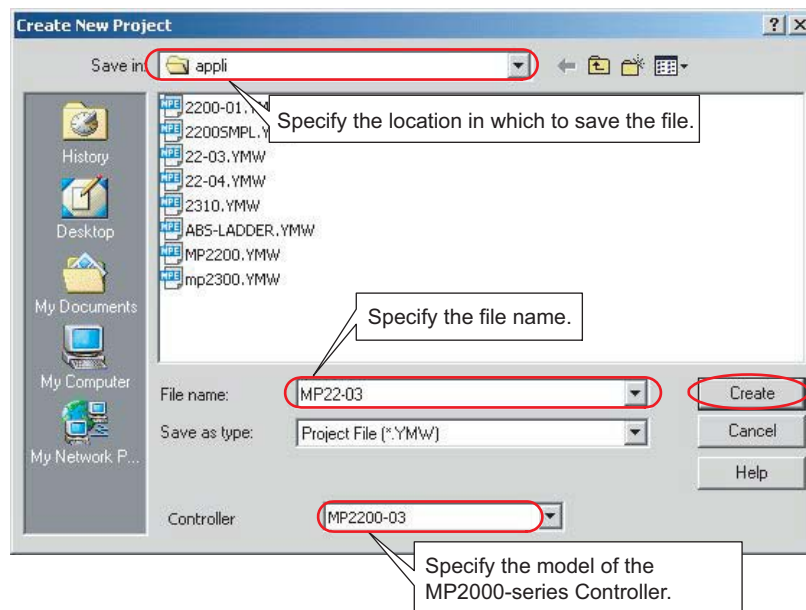 Create New Project
Save in: appli
Specify the location in which to save the file.
History
Desktop
My Documents
My Computer
My Network P...
2200-01.YMW
2200SMPL.Y
22-03.YMW
22-04.YMW
2310.YMW
ABS-LADDER.YMW
MP2200.YMW
mp2300.YMW
Specify the file name.
File name: MP22-03 Create
Save as type: Project File (*.YMW) Cancel
Help
Controller MP2200-03
Specify the model of the
MP2000-series Controller.